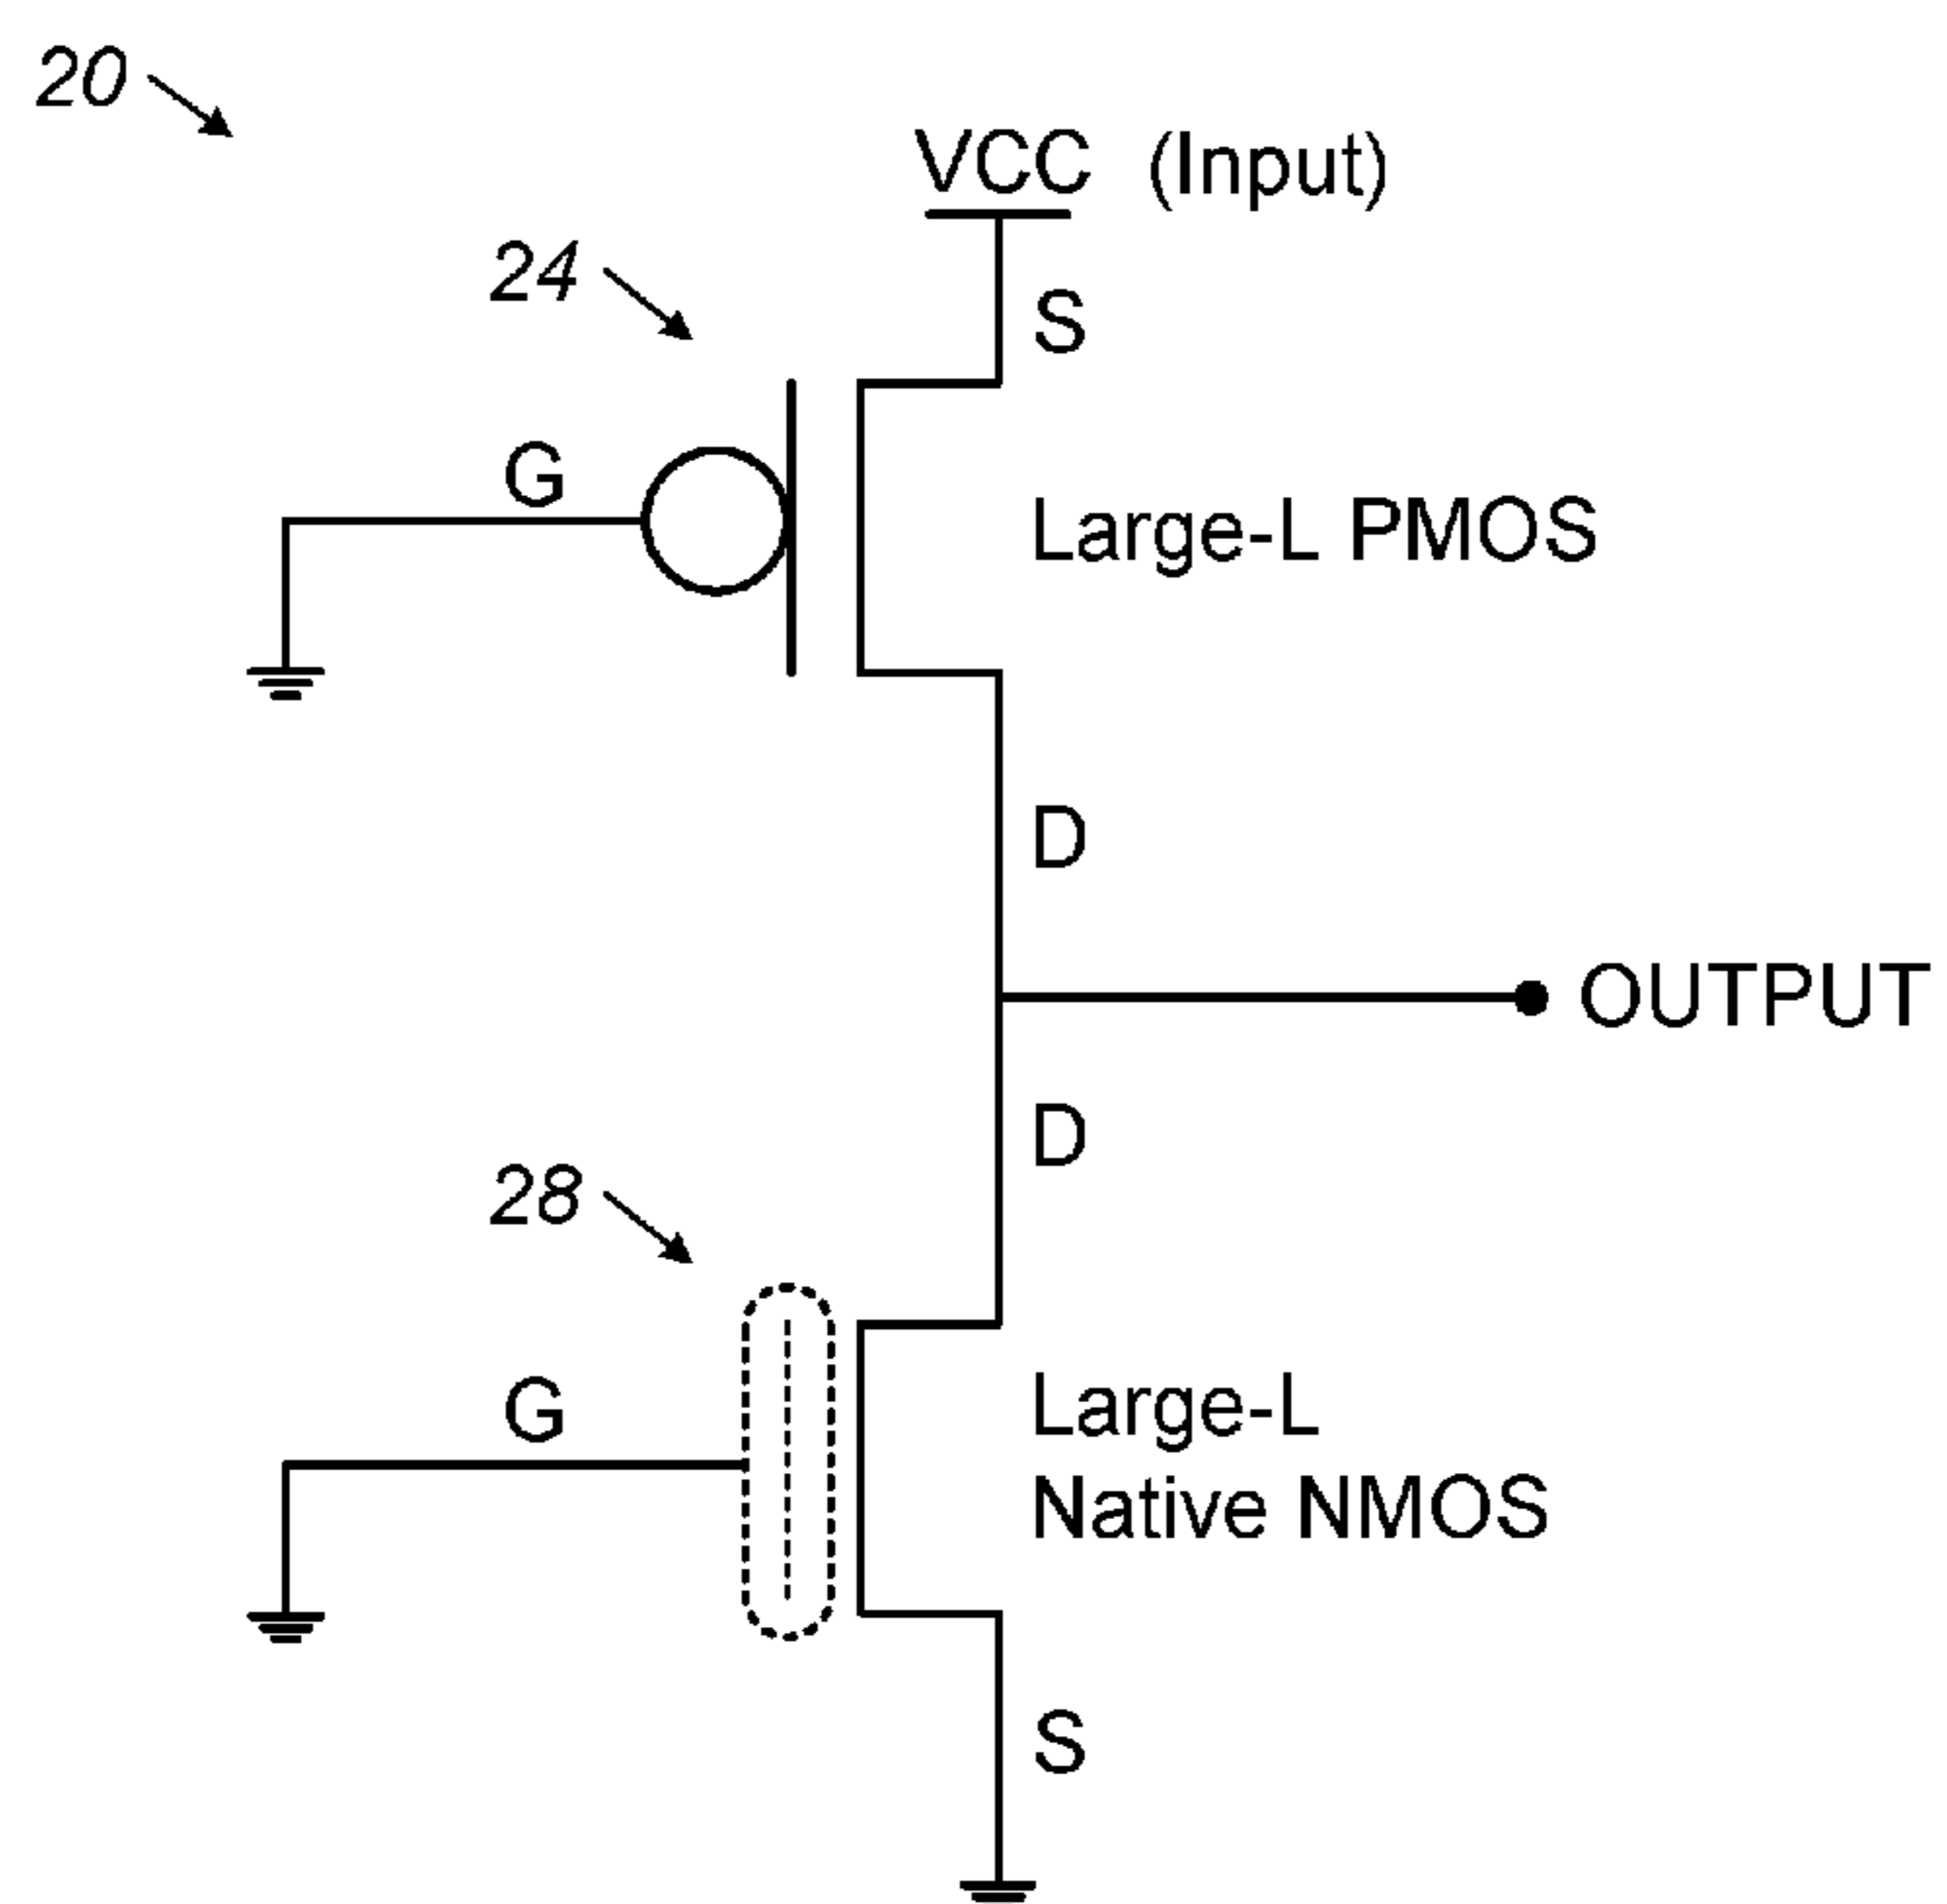 20
VCC (Input)
24
S
G
Large-L PMOS
D
OUTPUT
D
28
G
Large-L
Native NMOS
S